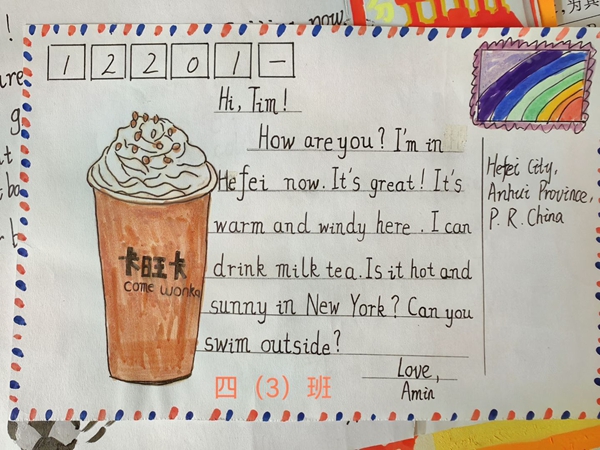 now
1 2 2 0 1 —
Hi, Tim!
How are you? I'm in
Hefei now. It's great! It's
warm and windy here. I can
drink milk tea. Is it hot and
sunny in New York? Can you
swim outside?
Love,
Amin
卡旺卡
come wonka
Hefei City,
Anhui Province,
P. R. China
四（3）班